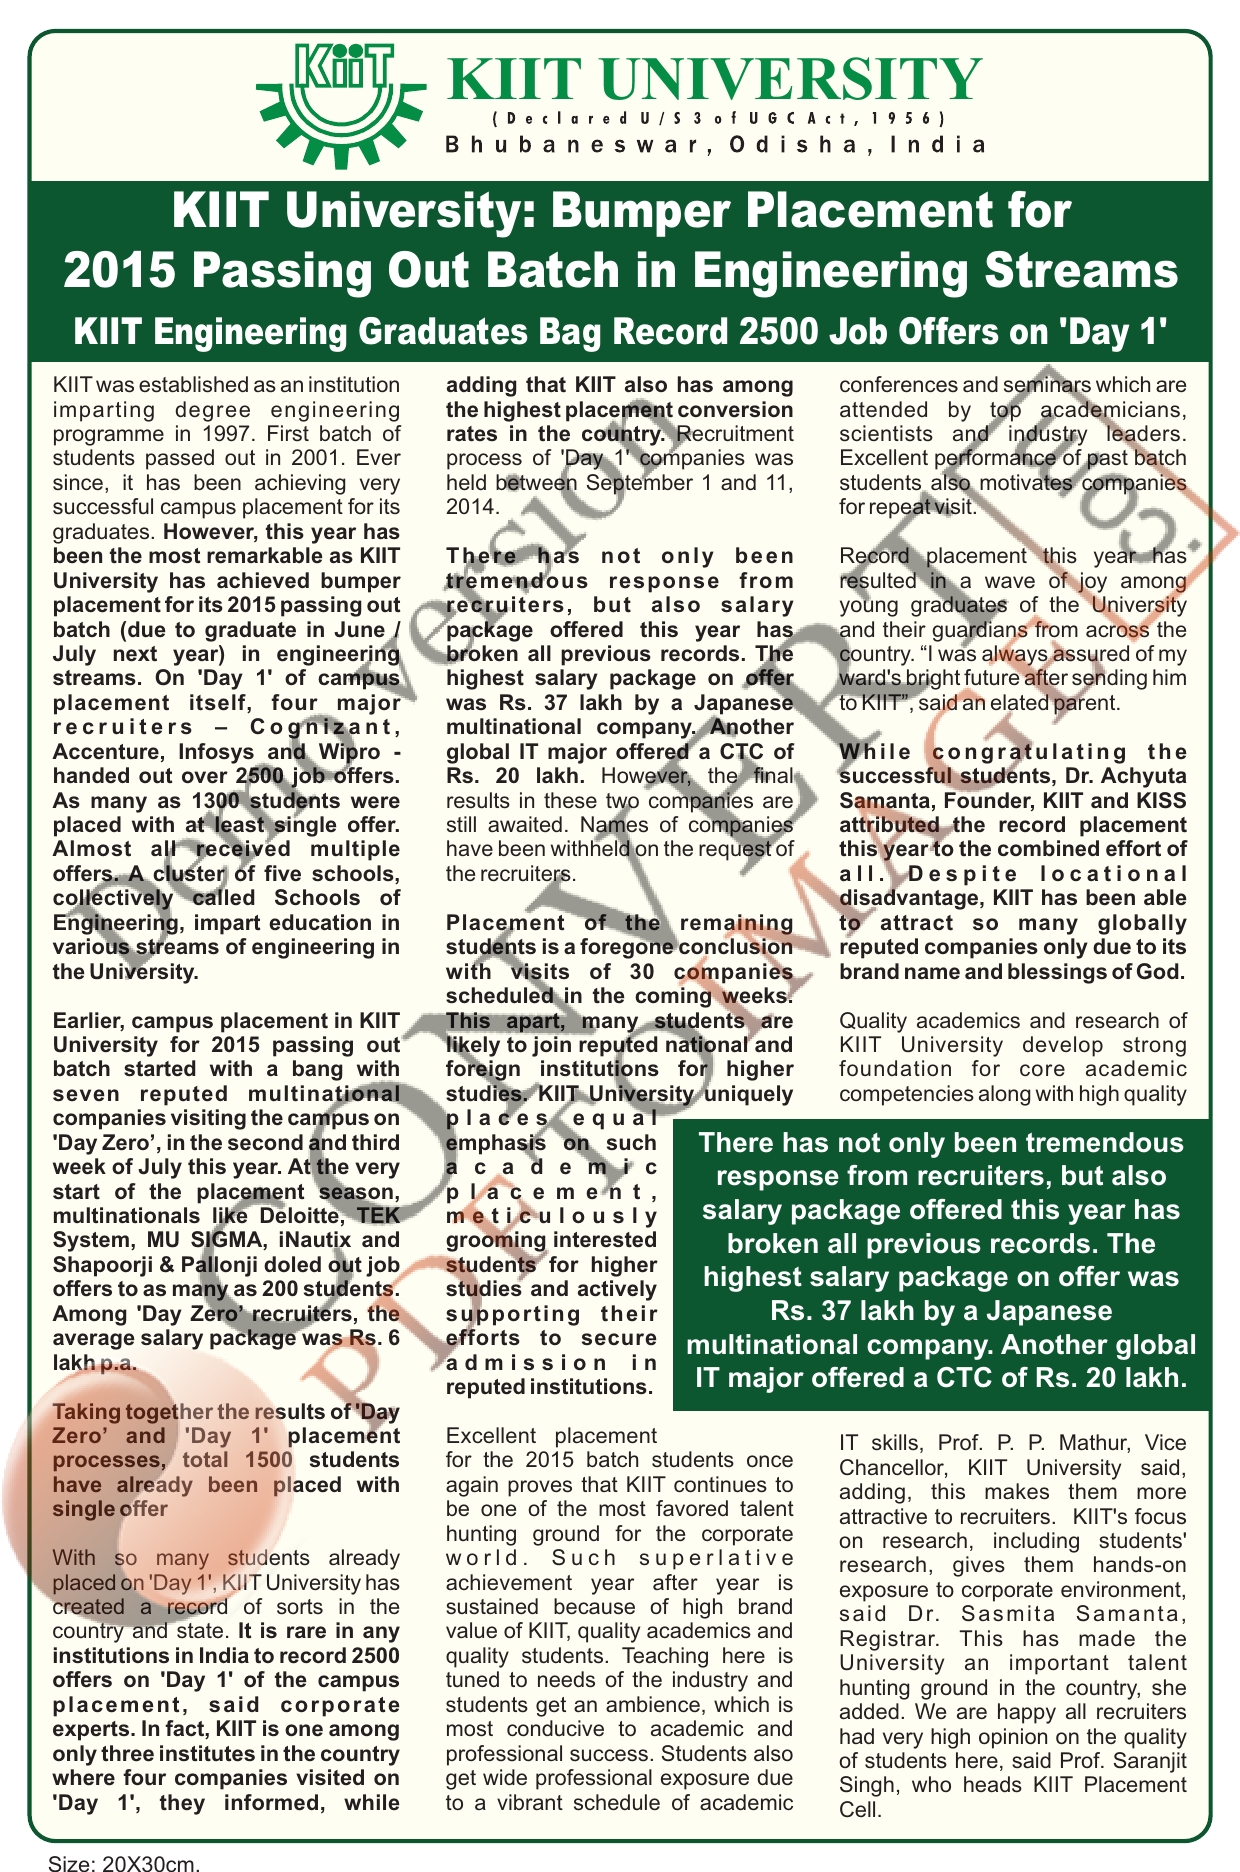 KiiT
KIIT UNIVERSITY
(Declared U/S 3 of UGC Act, 1956)
Bhubaneswar, Odisha, India
KIIT University: Bumper Placement for
2015 Passing Out Batch in Engineering Streams
KIIT Engineering Graduates Bag Record 2500 Job Offers on 'Day 1'
KIIT was established as an institution
imparting degree engineering
programme in 1997. First batch of
students passed out in 2001. Ever
since, it has been achieving very
successful campus placement for its
graduates. However, this year has
been the most remarkable as KIIT
University has achieved bumper
placement for its 2015 passing out
batch (due to graduate in June /
July next year) in engineering
streams. On 'Day 1' of campus
placement itself, four major
recruiters – Cognizant,
Accenture, Infosys and Wipro -
handed out over 2500 job offers.
As many as 1300 students were
placed with at least single offer.
Almost all received multiple
offers. A cluster of five schools,
collectively called Schools of
Engineering, impart education in
various streams of engineering in
the University.
Earlier, campus placement in KIIT
University for 2015 passing out
batch started with a bang with
seven reputed multinational
companies visiting the campus on
'Day Zero’, in the second and third
week of July this year. At the very
start of the placement season,
multinationals like Deloitte, TEK
System, MU SIGMA, iNautix and
Shapoorji & Pallonji doled out job
offers to as many as 200 students.
Among 'Day Zero’ recruiters, the
average salary package was Rs. 6
lakh p.a.
Taking together the results of 'Day
Zero’ and 'Day 1' placement
processes, total 1500 students
have already been placed with
single offer
With so many students already
placed on 'Day 1', KIIT University has
created a record of sorts in the
country and state. It is rare in any
institutions in India to record 2500
offers on 'Day 1' of the campus
placement, said corporate
experts. In fact, KIIT is one among
only three institutes in the country
where four companies visited on
'Day 1', they informed, while
adding that KIIT also has among
the highest placement conversion
rates in the country. Recruitment
process of 'Day 1' companies was
held between September 1 and 11,
2014.
There has not only been
tremendous response from
recruiters, but also salary
package offered this year has
broken all previous records. The
highest salary package on offer
was Rs. 37 lakh by a Japanese
multinational company. Another
global IT major offered a CTC of
Rs. 20 lakh. However, the final
results in these two companies are
still awaited. Names of companies
have been withheld on the request of
the recruiters.
Placement of the remaining
students is a foregone conclusion
with visits of 30 companies
scheduled in the coming weeks.
This apart, many students are
likely to join reputed national and
foreign institutions for higher
studies. KIIT University uniquely
places equal
emphasis on such
academic
placement,
meticulously
grooming interested
students for higher
studies and actively
supporting their
efforts to secure
admission in
reputed institutions.
Excellent placement
for the 2015 batch students once
again proves that KIIT continues to
be one of the most favored talent
hunting ground for the corporate
world. Such superlative
achievement year after year is
sustained because of high brand
value of KIIT, quality academics and
quality students. Teaching here is
tuned to needs of the industry and
students get an ambience, which is
most conducive to academic and
professional success. Students also
get wide professional exposure due
to a vibrant schedule of academic
conferences and seminars which are
attended by top academicians,
scientists and industry leaders.
Excellent performance of past batch
students also motivates companies
for repeat visit.
Record placement this year has
resulted in a wave of joy among
young graduates of the University
and their guardians from across the
country. “I was always assured of my
ward's bright future after sending him
to KIIT”, said an elated parent.
While congratulating the
successful students, Dr. Achyuta
Samanta, Founder, KIIT and KISS
attributed the record placement
this year to the combined effort of
all. Despite locational
disadvantage, KIIT has been able
to attract so many globally
reputed companies only due to its
brand name and blessings of God.
Quality academics and research of
KIIT University develop strong
foundation for core academic
competencies along with high quality
There has not only been tremendous
response from recruiters, but also
salary package offered this year has
broken all previous records. The
highest salary package on offer was
Rs. 37 lakh by a Japanese
multinational company. Another global
IT major offered a CTC of Rs. 20 lakh.
IT skills, Prof. P. P. Mathur, Vice
Chancellor, KIIT University said,
adding, this makes them more
attractive to recruiters.  KIIT's focus
on research, including students'
research, gives them hands-on
exposure to corporate environment,
said Dr. Sasmita Samanta,
Registrar. This has made the
University an important talent
hunting ground in the country, she
added. We are happy all recruiters
had very high opinion on the quality
of students here, said Prof. Saranjit
Singh, who heads KIIT Placement
Cell.
Size: 20X30cm.
Demo version
CONVERT
PDF TO IMAGE
.com